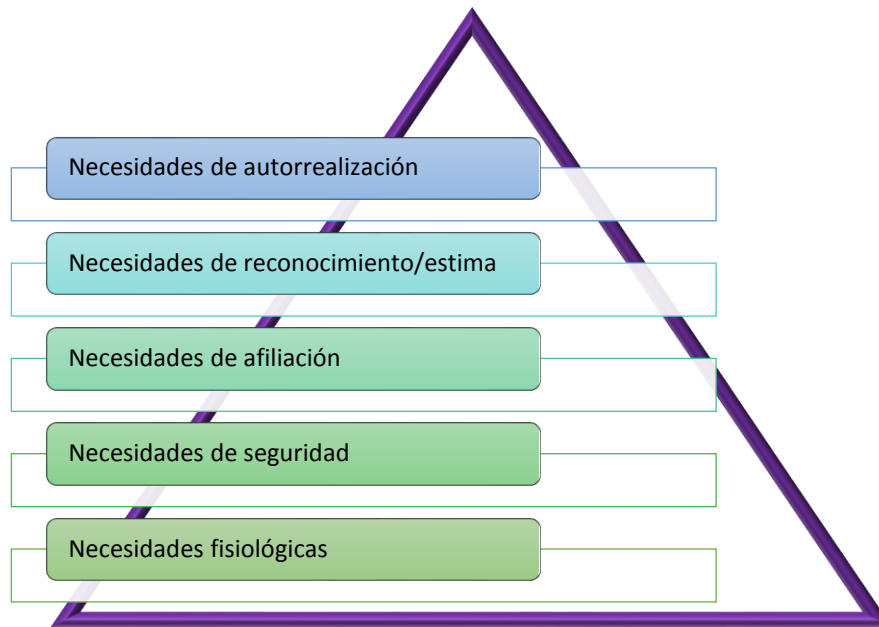 Necesidades de autorrealización
Necesidades de reconocimiento/estima
Necesidades de afiliación
Necesidades de seguridad
Necesidades fisiológicas